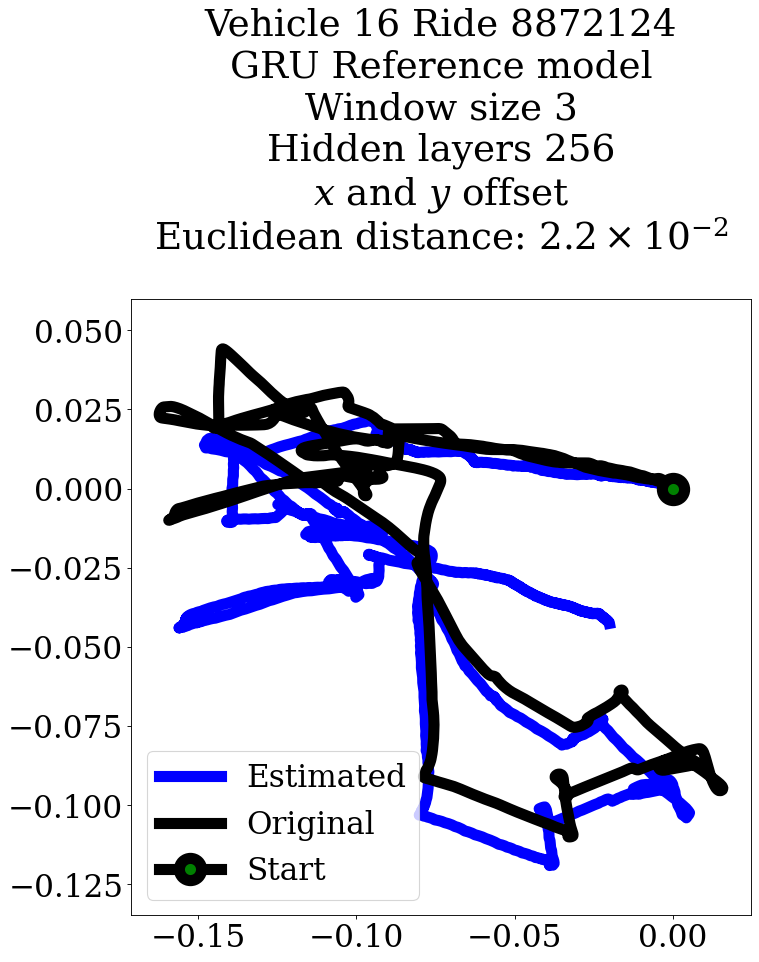 Vehicle 16 Ride 8872124
GRU Reference model
Window size 3
Hidden layers 256
x and y offset
Euclidean distance: 2.2 × 10⁻²
0.050
0.025
0.000
−0.025
−0.050
−0.075
−0.100
−0.125
Estimated
Original
Start
−0.15 −0.10 −0.05 0.00